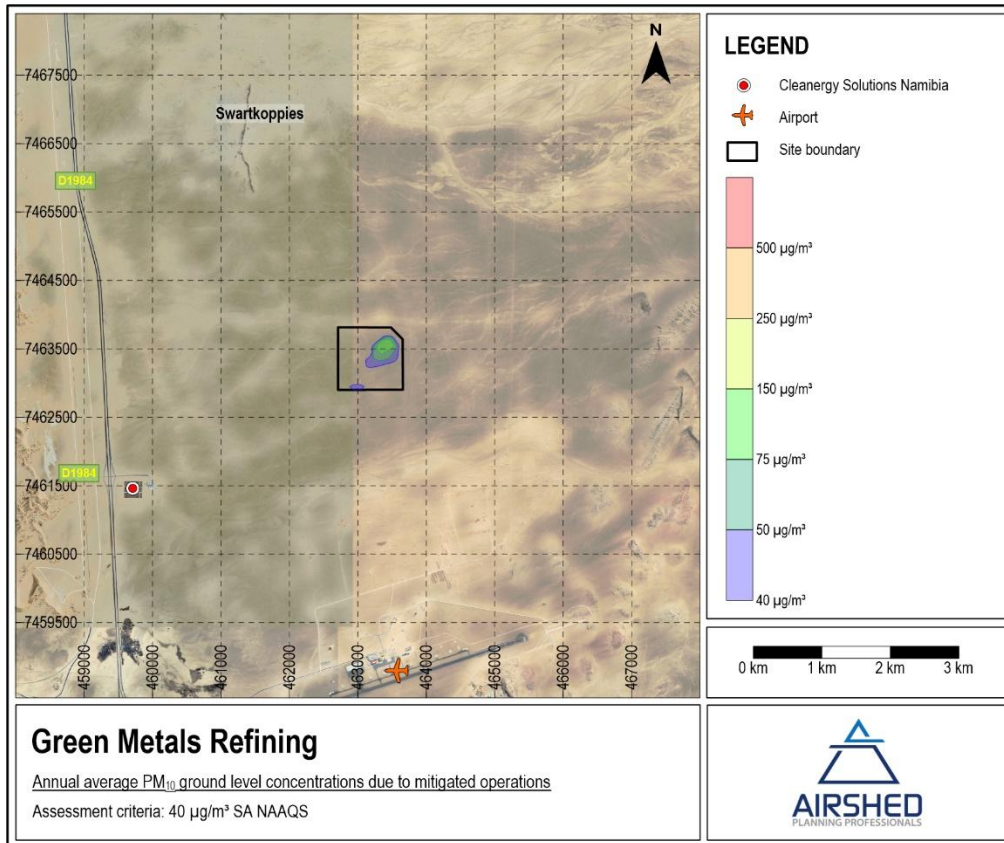 7467500
7466500
7465500
7464500
7463500
7462500
7461500
7460500
7459500
Swartkoppies
D1984
D1984
459000
460000
461000
462000
463000
464000
465000
466000
467000
N
LEGEND
Cleanergy Solutions Namibia
Airport
Site boundary
500 µg/m³
250 µg/m³
150 µg/m³
75 µg/m³
50 µg/m³
40 µg/m³
0 km 1 km 2 km 3 km
Green Metals Refining
Annual average PM₁₀ ground level concentrations due to mitigated operations
Assessment criteria: 40 µg/m³ SA NAAQS
AIRSHED
PLANNING PROFESSIONALS